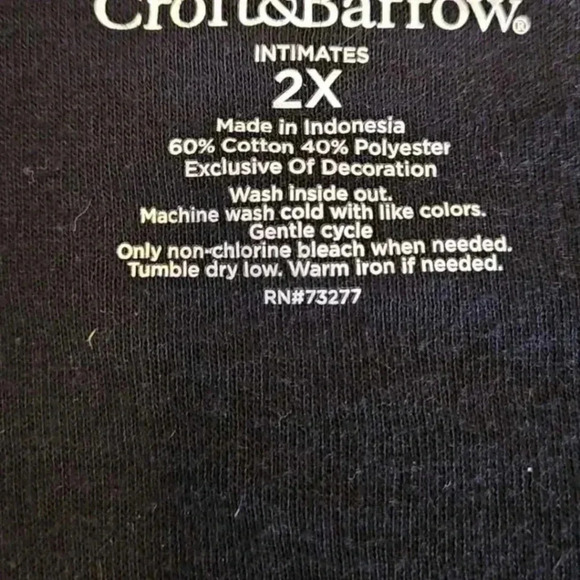 Croft&Barrow®
INTIMATES
2X
Made in Indonesia
60% Cotton 40% Polyester
Exclusive Of Decoration
Wash inside out.
Machine wash cold with like colors.
Gentle cycle
Only non-chlorine bleach when needed.
Tumble dry low. Warm iron if needed.
RN#73277